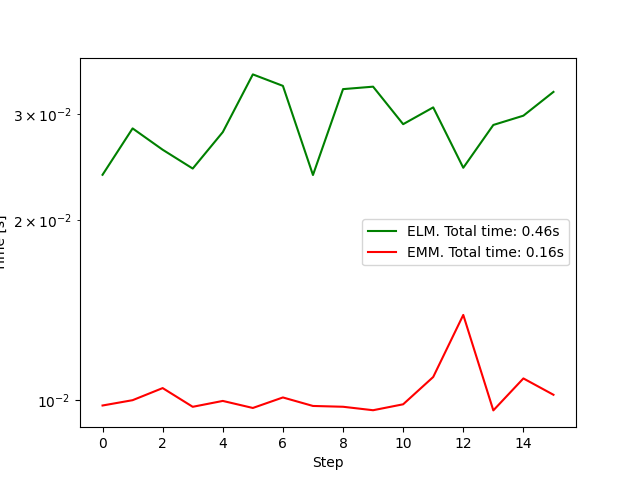 3 × 10⁻²
2 × 10⁻²
10⁻²
Time [s]
ELM. Total time: 0.46s
EMM. Total time: 0.16s
0 2 4 6 8 10 12 14
Step